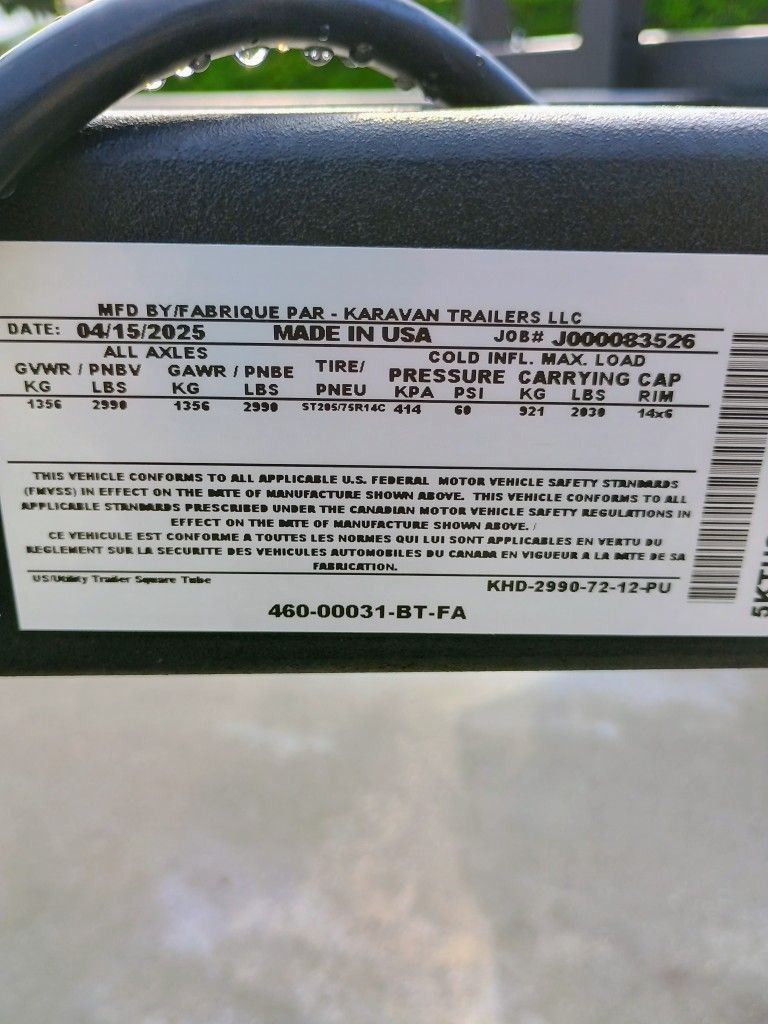 MFD BY/FABRIQUE PAR - KARAVAN TRAILERS LLC
DATE: 04/15/2025 MADE IN USA JOB# J000083526
ALL AXLES COLD INFL. MAX. LOAD
GVWR / PNBV GAWR / PNBE TIRE/ PRESSURE CARRYING CAP
KG LBS KG LBS PNEU KPA PSI KG LBS RIM
1356 2990 1356 2990 ST205/75R14C 414 60 921 2030 14x6
THIS VEHICLE CONFORMS TO ALL APPLICABLE U.S. FEDERAL MOTOR VEHICLE SAFETY STANDARDS
(FMVSS) IN EFFECT ON THE DATE OF MANUFACTURE SHOWN ABOVE. THIS VEHICLE CONFORMS TO ALL
APPLICABLE STANDARDS PRESCRIBED UNDER THE CANADIAN MOTOR VEHICLE SAFETY REGULATIONS IN
EFFECT ON THE DATE OF MANUFACTURE SHOWN ABOVE. /
CE VEHICULE EST CONFORME A TOUTES LES NORMES QUI LUI SONT APPLICABLES EN VERTU DU
REGLEMENT SUR LA SECURITE DES VEHICULES AUTOMOBILES DU CANADA EN VIGUEUR A LA DATE DE SA
FABRICATION.
US/Utility Trailer Square Tube KHD-2990-72-12-PU
460-00031-BT-FA